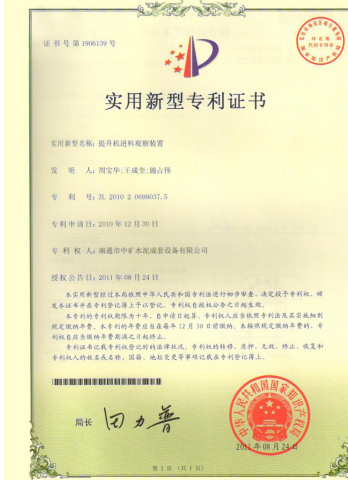 证书号第1906139号
实用新型专利证书
实用新型名称：提升机进料观察装置
发明人：周宝华;王成奎;施占伟
专利号：ZL 2010 2 0699037.5
专利申请日：2010年12月30日
专利权人：南通市中矿水泥成套设备有限公司
授权公告日：2011年08月24日
本实用新型经过本局依照中华人民共和国专利法进行初步审查，决定授予专利权，颁
发本证书并在专利登记簿上予以登记。专利权自授权公告之日起生效。
本专利的专利权期限为十年，自申请日起算。专利权人应当依照专利法及其实施细则
规定缴纳年费。本专利的年费应当在每年12月30日前缴纳。未按照规定缴纳年费的，专
利权自应当缴纳年费期满之日起终止。
专利证书记载专利权登记时的法律状况。专利权的转移、质押、无效、终止、恢复和
专利权人的姓名或名称、国籍、地址变更等事项记载在专利登记簿上。
局长
田力普
中华人民共和国国家知识产权局
2011年08月24日
第1页（共1页）